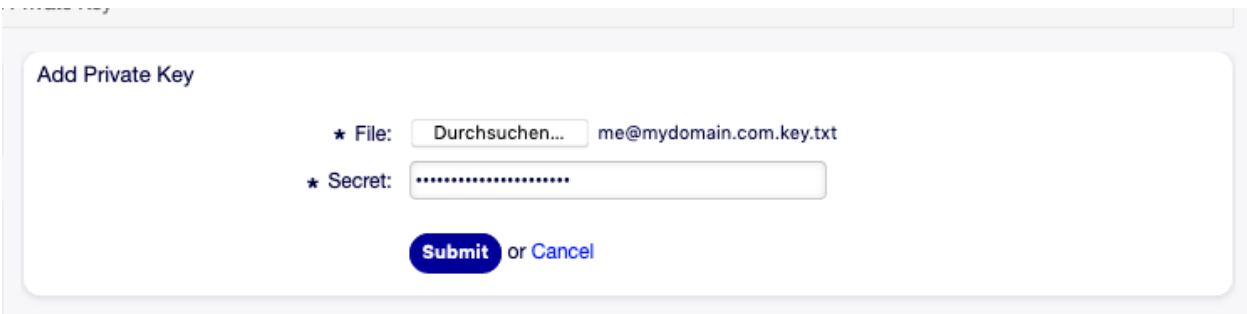 Add Private Key
★ File: Durchsuchen... me@mydomain.com.key.txt
★ Secret: ••••••••••••••••••••••
Submit or Cancel